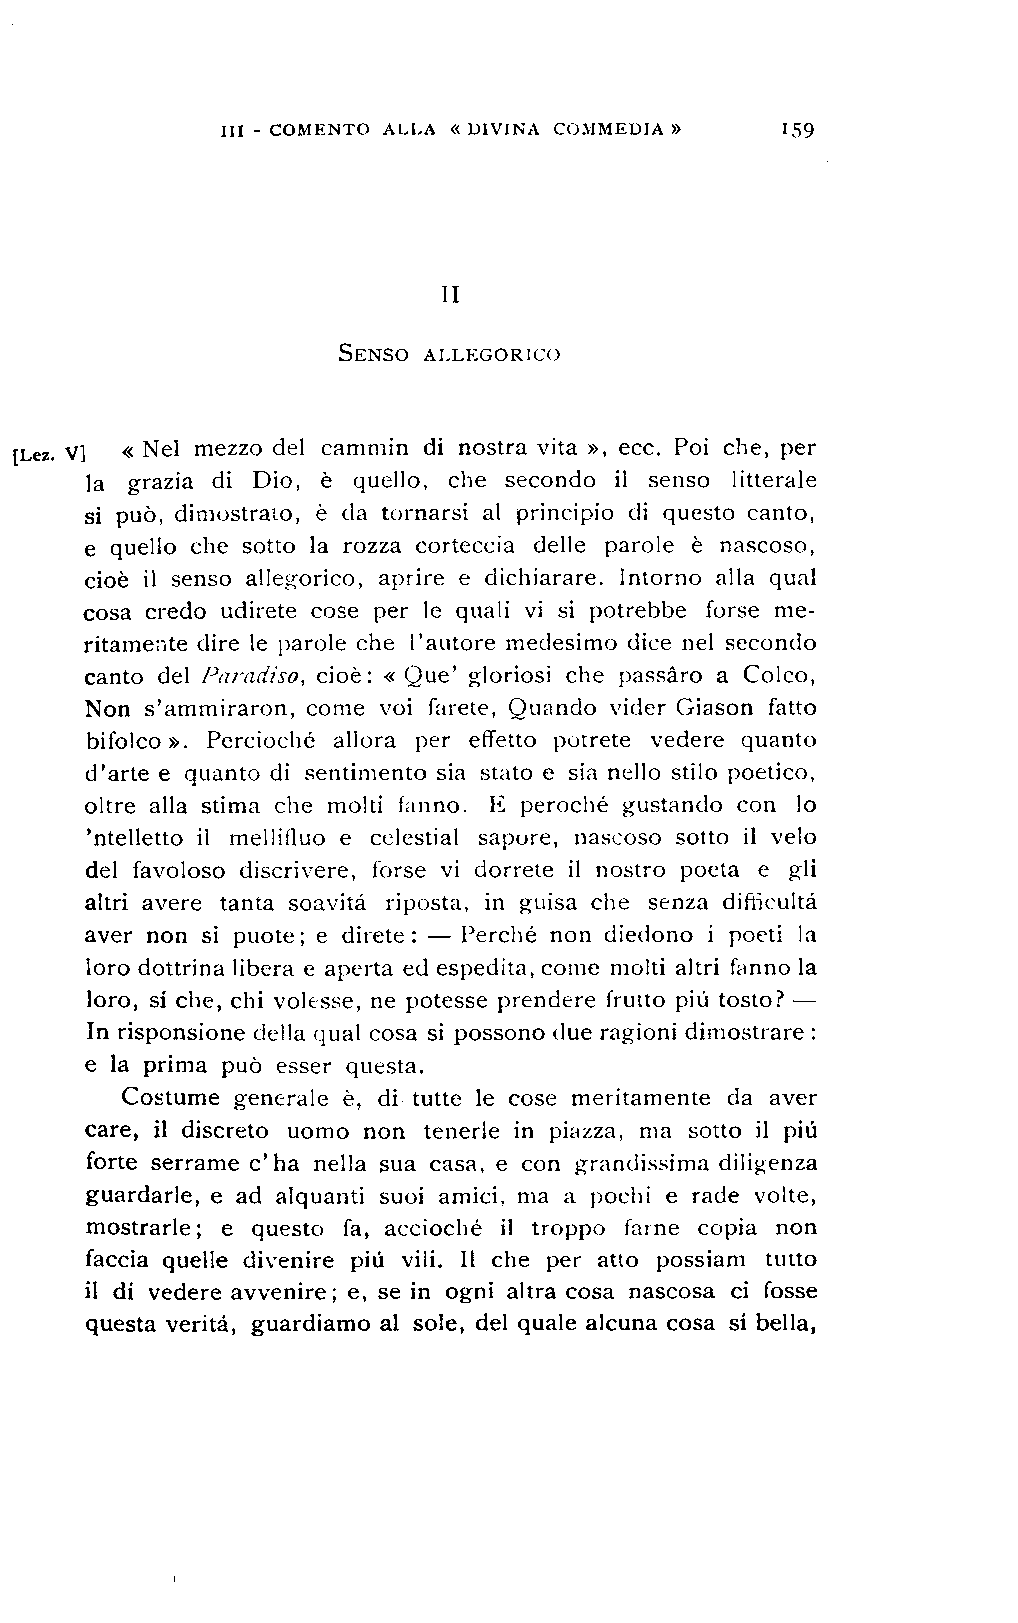 III - COMENTO ALLA « DIVINA COMMEDIA » 159
II
SENSO ALLEGORICO
[Lez. V] « Nel mezzo del cammin di nostra vita », ecc. Poi che, per
la grazia di Dio, è quello, che secondo il senso litterale
si può, dimostrato, è da tornarsi al principio di questo canto,
e quello che sotto la rozza corteccia delle parole è nascoso,
cioè il senso allegorico, aprire e dichiarare. Intorno alla qual
cosa credo udirete cose per le quali vi si potrebbe forse me-
ritamente dire le parole che l'autore medesimo dice nel secondo
canto del Paradiso, cioè: « Que' gloriosi che passâro a Colco,
Non s'ammiraron, come voi farete, Quando vider Giason fatto
bifolco ». Percioché allora per effetto potrete vedere quanto
d'arte e quanto di sentimento sia stato e sia nello stilo poetico,
oltre alla stima che molti fanno. E peroché gustando con lo
'ntelletto il mellifluo e celestial sapore, nascoso sotto il velo
del favoloso discrivere, forse vi dorrete il nostro poeta e gli
altri avere tanta soavitá riposta, in guisa che senza difficultá
aver non si puote; e direte: — Perché non diedono i poeti la
loro dottrina libera e aperta ed espedita, come molti altri fanno la
loro, sí che, chi volesse, ne potesse prendere frutto piú tosto? —
In risponsione della qual cosa si possono due ragioni dimostrare :
e la prima può esser questa.
Costume generale è, di tutte le cose meritamente da aver
care, il discreto uomo non tenerle in piazza, ma sotto il piú
forte serrame c'ha nella sua casa, e con grandissima diligenza
guardarle, e ad alquanti suoi amici, ma a pochi e rade volte,
mostrarle; e questo fa, accioché il troppo farne copia non
faccia quelle divenire piú vili. Il che per atto possiam tutto
il dí vedere avvenire; e, se in ogni altra cosa nascosa ci fosse
questa veritá, guardiamo al sole, del quale alcuna cosa sí bella,